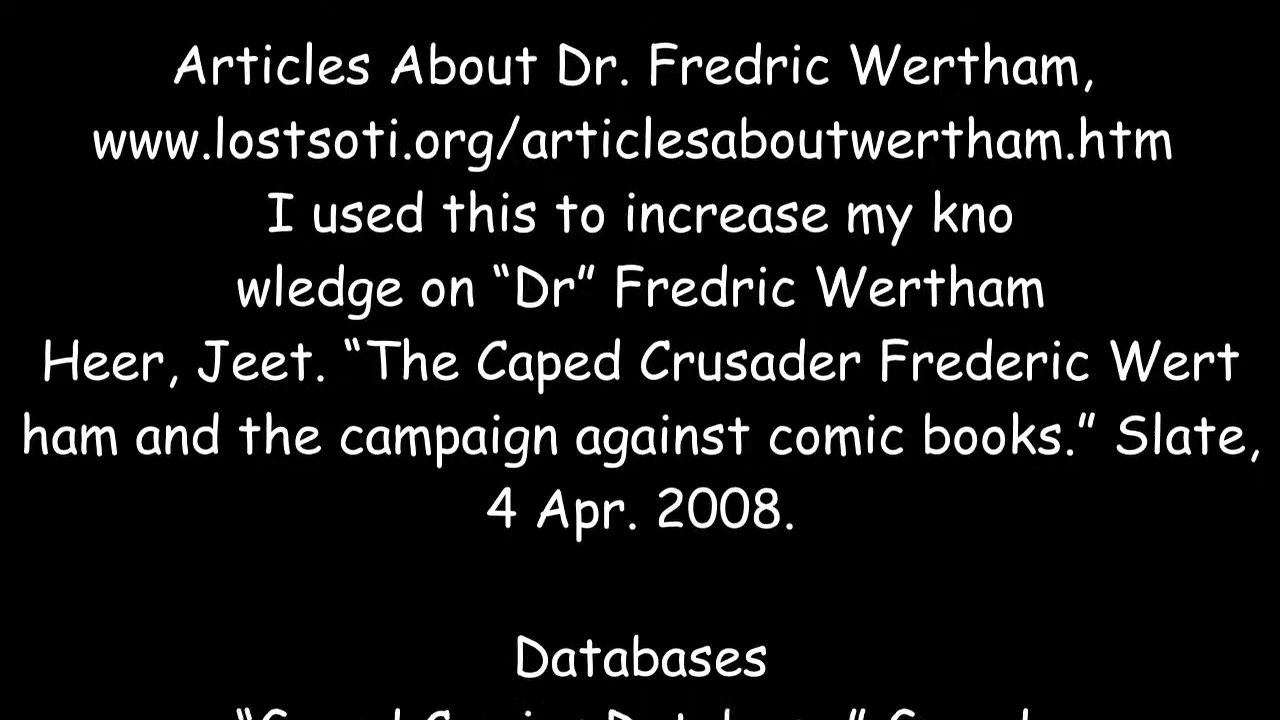 Articles About Dr. Fredric Wertham,
www.lostsoti.org/articlesaboutwertham.htm
I used this to increase my kno
wledge on “Dr” Fredric Wertham
Heer, Jeet. “The Caped Crusader Frederic Wert
ham and the campaign against comic books.” Slate,
4 Apr. 2008.
Databases